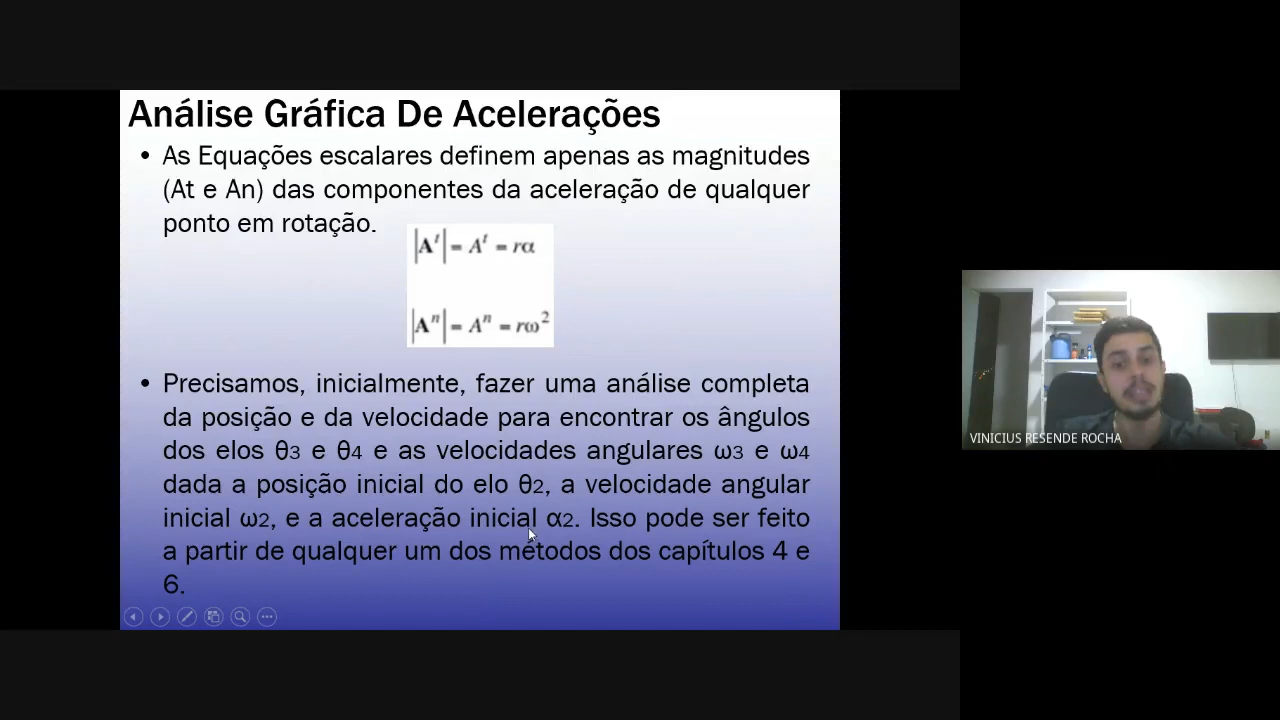 Análise Gráfica De Acelerações
• As Equações escalares definem apenas as magnitudes
(At e An) das componentes da aceleração de qualquer
ponto em rotação.
|Aᵗ| = Aᵗ = rα
|Aⁿ| = Aⁿ = rω²
• Precisamos, inicialmente, fazer uma análise completa
da posição e da velocidade para encontrar os ângulos
dos elos θ3 e θ4 e as velocidades angulares ω3 e ω4
dada a posição inicial do elo θ2, a velocidade angular
inicial ω2, e a aceleração inicial α2. Isso pode ser feito
a partir de qualquer um dos métodos dos capítulos 4 e
6.
VINICIUS RESENDE ROCHA